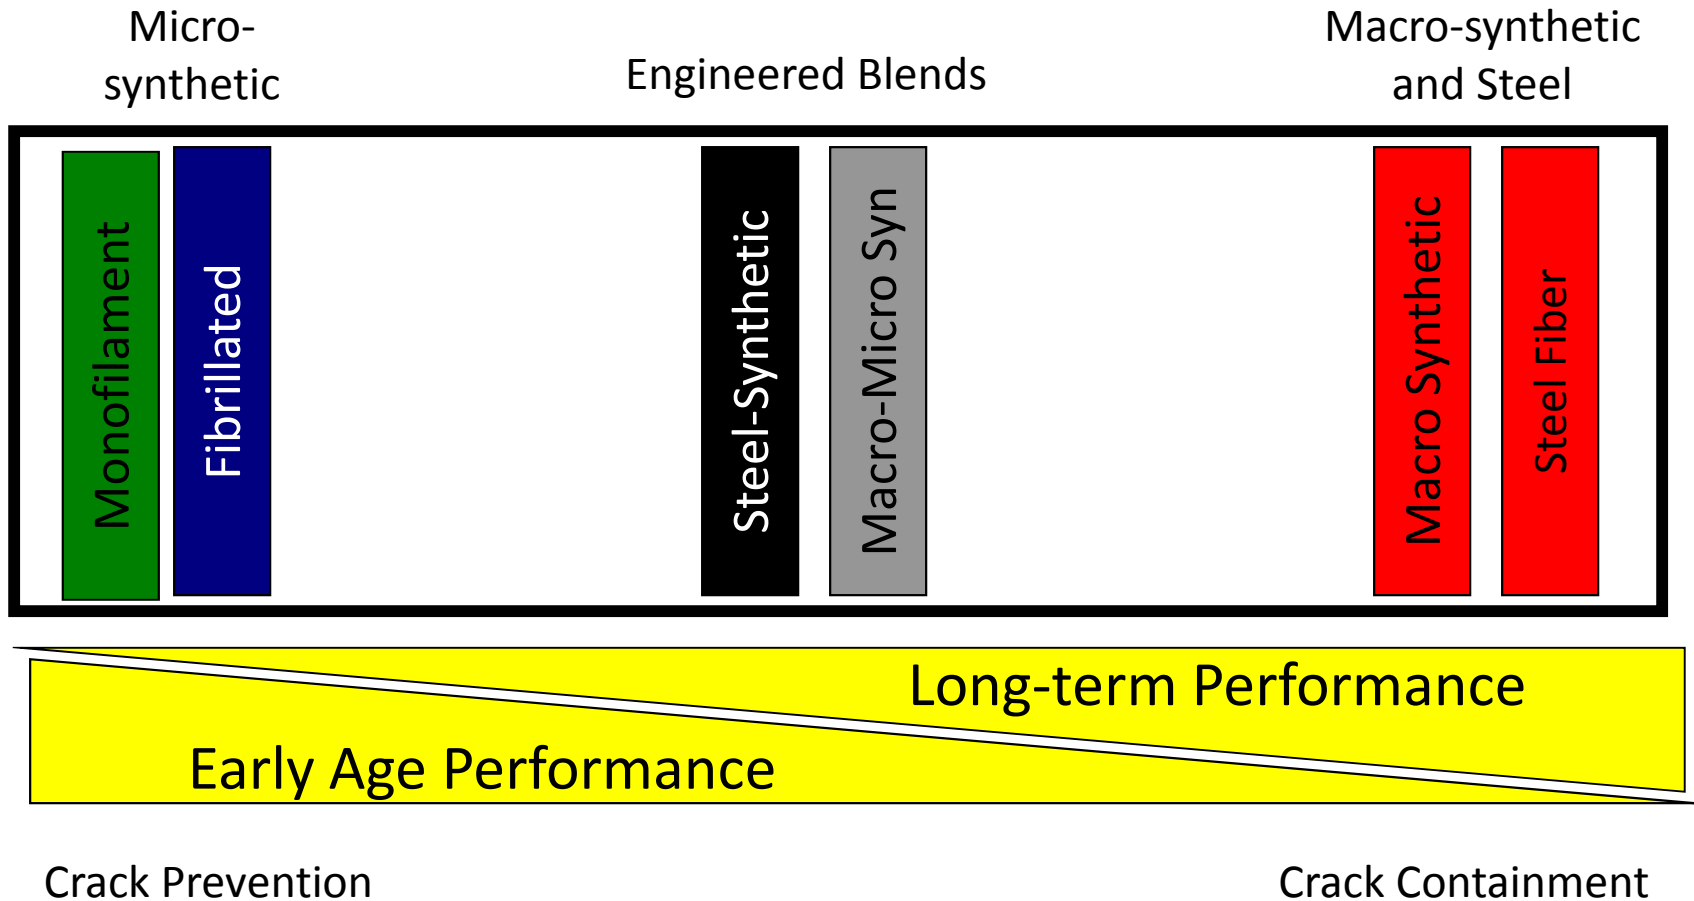 Micro-
synthetic
Engineered Blends
Macro-synthetic
and Steel
Monofilament
Fibrillated
Steel-Synthetic
Macro-Micro Syn
Macro Synthetic
Steel Fiber
Long-term Performance
Early Age Performance
Crack Prevention
Crack Containment